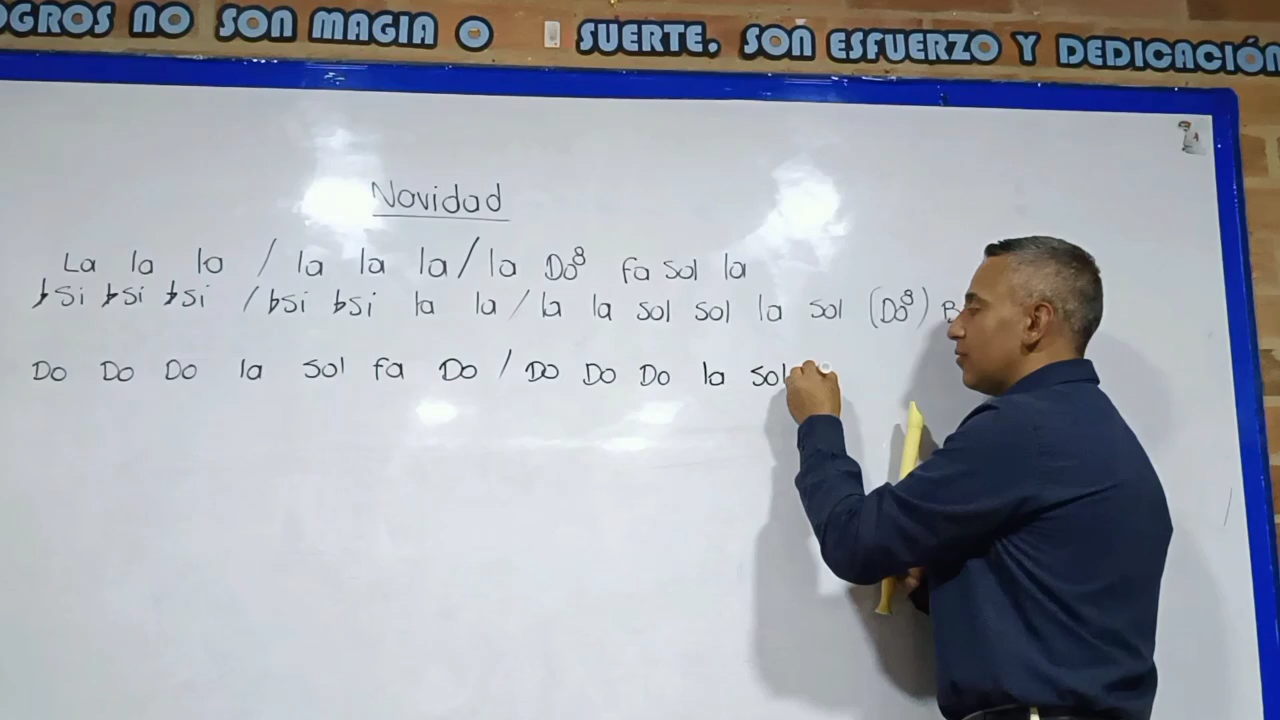 OGROS NO SON MAGIA O SUERTE, SON ESFUERZO Y DEDICACIÓN
Navidad
La la la / la la la / la Do⁸ fa sol la
♭Si ♭Si ♭Si / ♭Si ♭Si la la / la la sol sol la sol (Do⁸) B
Do Do Do la sol fa Do / Do Do Do la sol